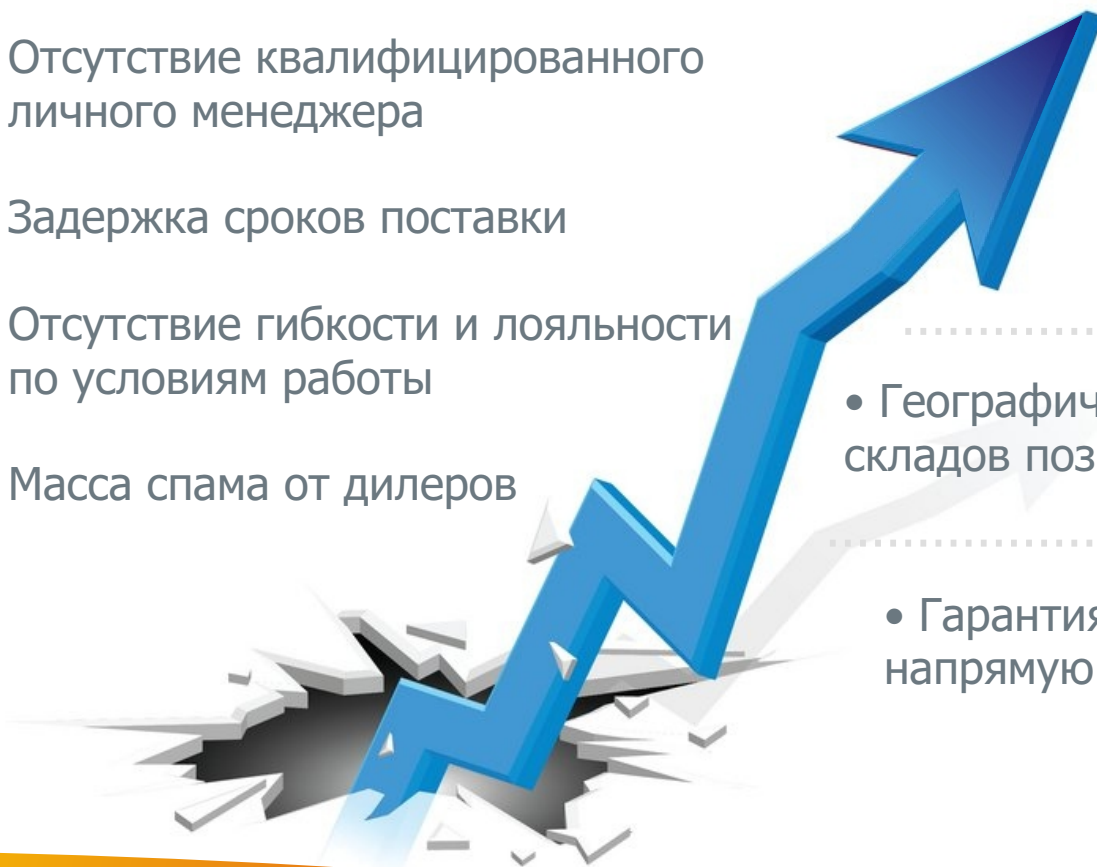 Отсутствие квалифицированного
личного менеджера
Задержка сроков поставки
Отсутствие гибкости и лояльности
по условиям работы
Масса спама от дилеров
• Географич
складов поз
• Гарантия
напрямую